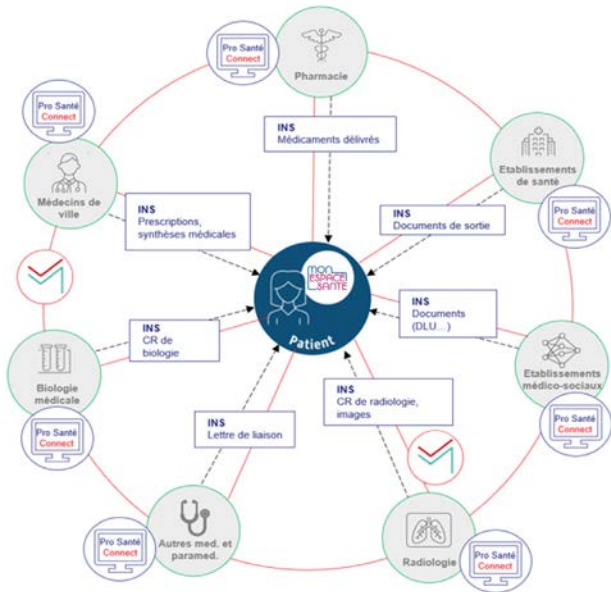 Pro Santé
Connect
Pharmacie
Pro Santé
Connect
Médecins de
ville
INS
Médicaments délivrés
Etablissements
de santé
Pro Santé
Connect
INS
Prescriptions,
synthèses médicales
INS
Documents de sortie
MON
ESPACE
SANTÉ
Patient
INS
CR de
biologie
INS
Documents
(DLU...)
Biologie
médicale
Pro Santé
Connect
Etablissements
médico-sociaux
Pro Santé
Connect
INS
Lettre de liaison
INS
CR de radiologie,
images
Pro Santé
Connect
Autres med. et
paramed.
Radiologie
Pro Santé
Connect